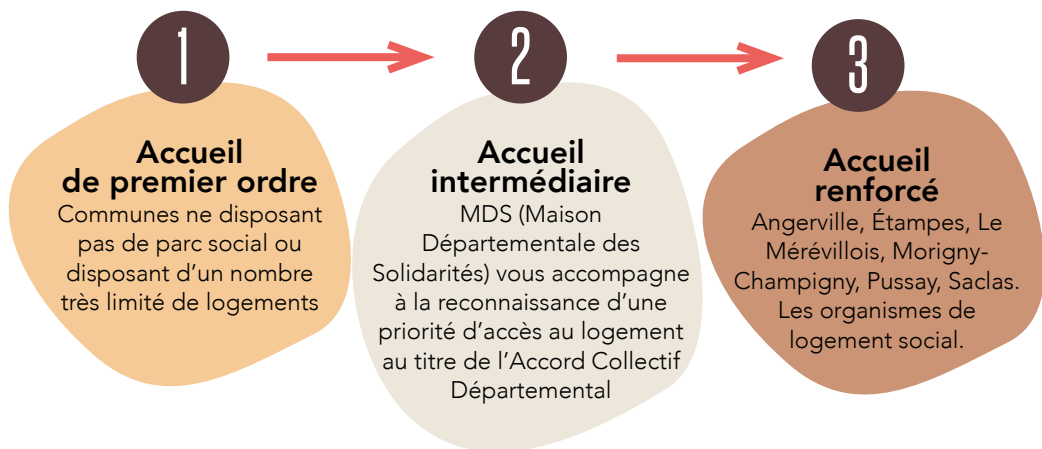 1
Accueil
de premier ordre
Communes ne disposant
pas de parc social ou
disposant d’un nombre
très limité de logements
2
Accueil
intermédiaire
MDS (Maison
Départementale des
Solidarités) vous accompagne
à la reconnaissance d’une
priorité d’accès au logement
au titre de l’Accord Collectif
Départemental
3
Accueil
renforcé
Angerville, Étampes, Le
Mérévillois, Morigny-
Champigny, Pussay, Saclas.
Les organismes de
logement social.